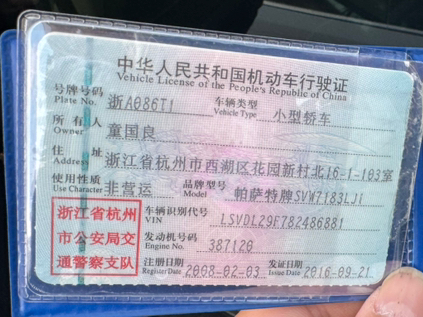 中华人民共和国机动车行驶证
Vehicle License of the People's Republic of China
号牌号码 Plate No. 浙A086T1 车辆类型 Vehicle Type 小型轿车
所有人 Owner 童国良
住址 Address 浙江省杭州市西湖区花园新村北16-1-103室
使用性质 Use Character 非营运 品牌型号 Model 帕萨特牌SVW7183LJi
浙江省杭州市公安局交通警察支队
车辆识别代号 VIN LSVDL29F782486881
发动机号码 Engine No. 387120
注册日期 Register Date 2008-02-03 发证日期 Issue Date 2016-09-21